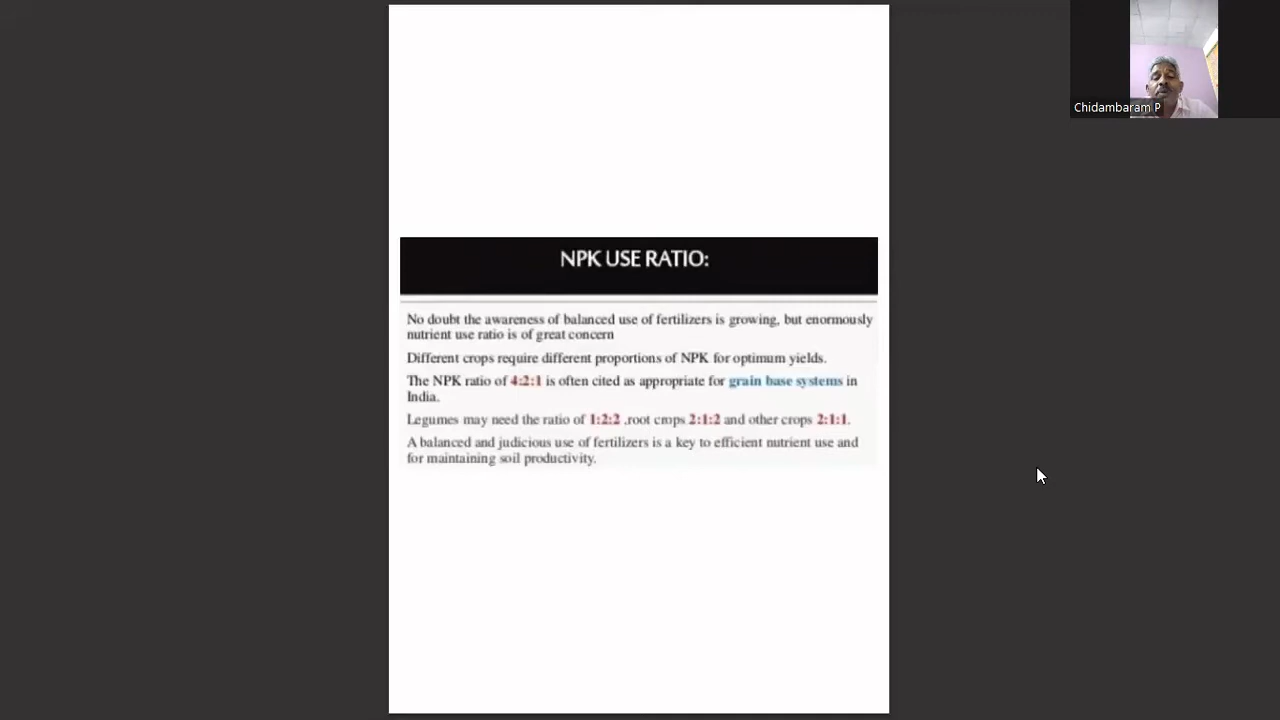 Chidambaram P
NPK USE RATIO:
No doubt the awareness of balanced use of fertilizers is growing, but enormously
nutrient use ratio is of great concern
Different crops require different proportions of NPK for optimum yields.
The NPK ratio of 4:2:1 is often cited as appropriate for grain base systems in
India.
Legumes may need the ratio of 1:2:2 ,root crops 2:1:2 and other crops 2:1:1.
A balanced and judicious use of fertilizers is a key to efficient nutrient use and
for maintaining soil productivity.